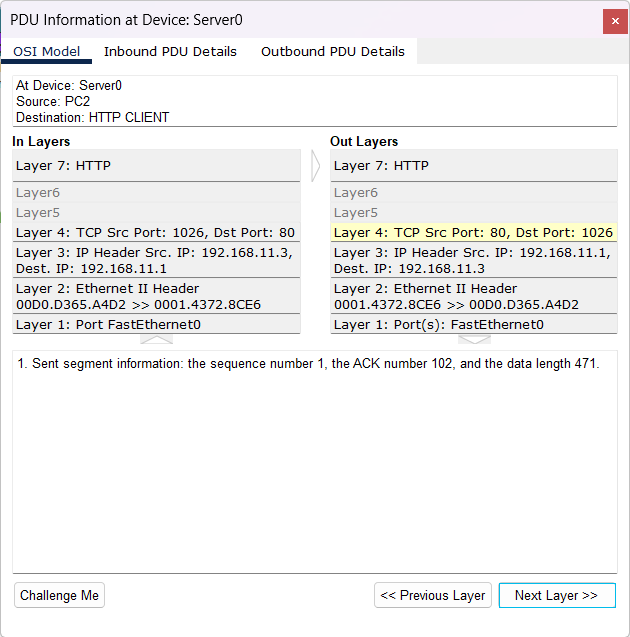 PDU Information at Device: Server0
OSI Model Inbound PDU Details Outbound PDU Details
At Device: Server0
Source: PC2
Destination: HTTP CLIENT
In Layers
Layer 7: HTTP
Layer6
Layer5
Layer 4: TCP Src Port: 1026, Dst Port: 80
Layer 3: IP Header Src. IP: 192.168.11.3,
Dest. IP: 192.168.11.1
Layer 2: Ethernet II Header
00D0.D365.A4D2 >> 0001.4372.8CE6
Layer 1: Port FastEthernet0
Out Layers
Layer 7: HTTP
Layer6
Layer5
Layer 4: TCP Src Port: 80, Dst Port: 1026
Layer 3: IP Header Src. IP: 192.168.11.1,
Dest. IP: 192.168.11.3
Layer 2: Ethernet II Header
0001.4372.8CE6 >> 00D0.D365.A4D2
Layer 1: Port(s): FastEthernet0
1. Sent segment information: the sequence number 1, the ACK number 102, and the data length 471.
Challenge Me << Previous Layer Next Layer >>